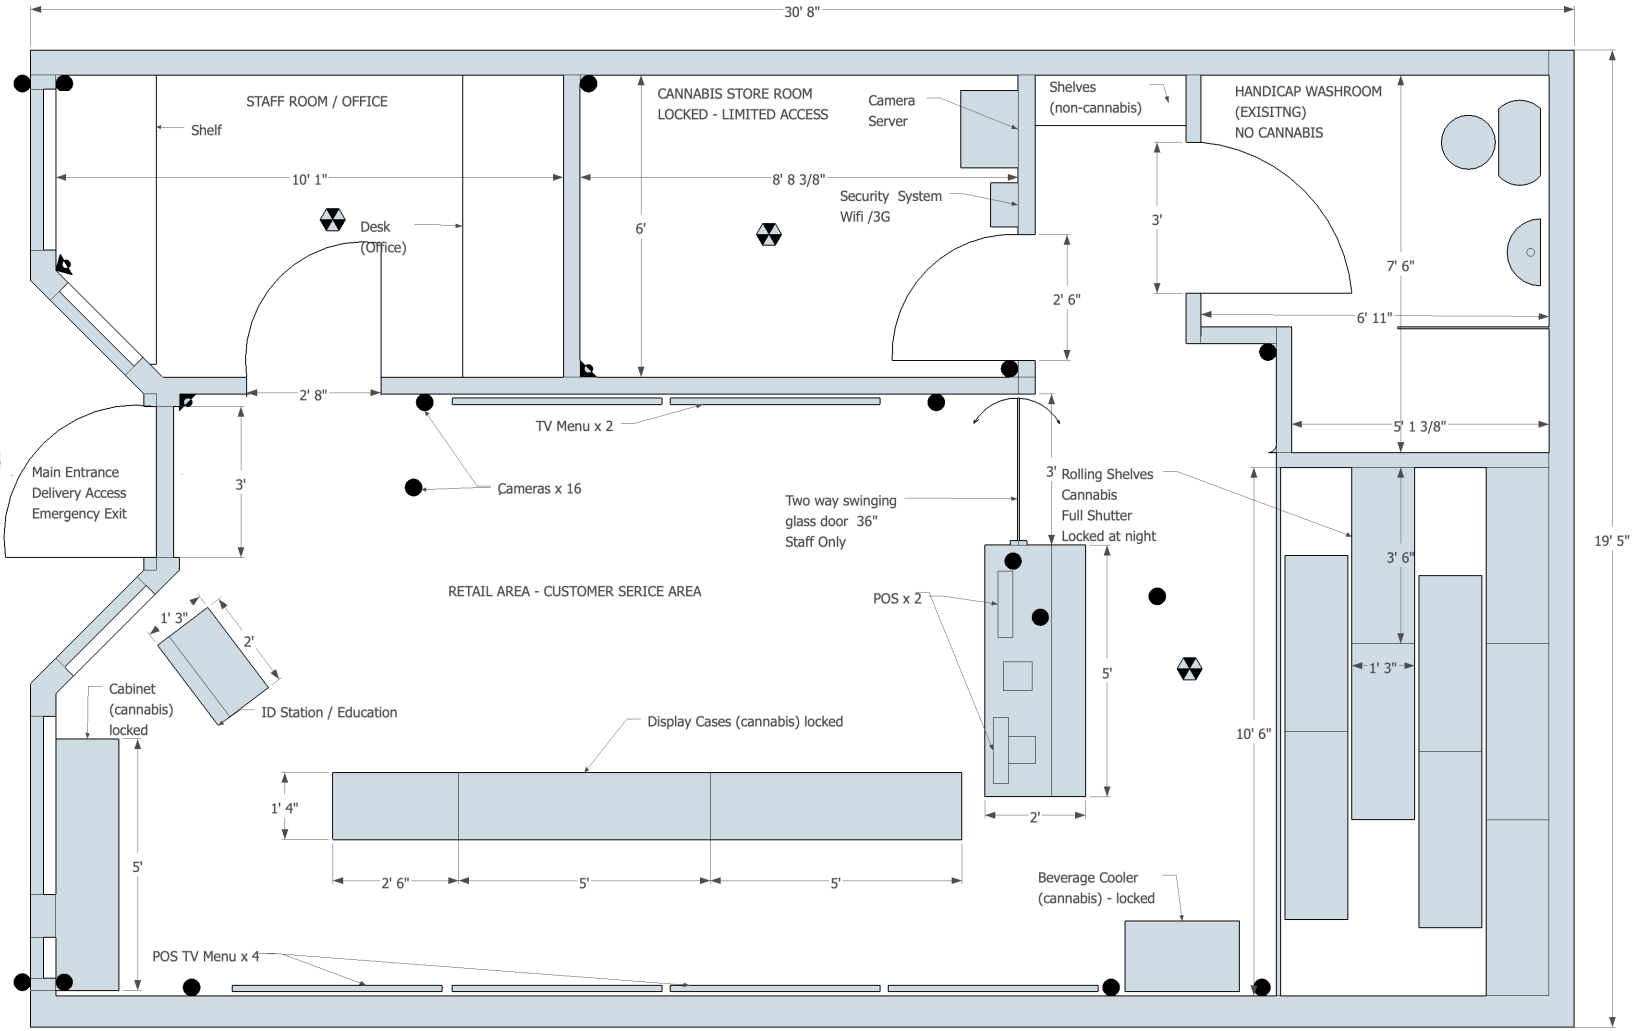 30' 8"
STAFF ROOM / OFFICE
Shelf
10' 1"
Desk
(Office)
CANNABIS STORE ROOM
LOCKED - LIMITED ACCESS
Camera
Server
8' 8 3/8"
Security System
Wifi /3G
6'
Shelves
(non-cannabis)
HANDICAP WASHROOM
(EXISITNG)
NO CANNABIS
3'
2' 6"
7' 6"
6' 11"
2' 8"
TV Menu x 2
5' 1 3/8"
Main Entrance
Delivery Access
Emergency Exit
3'
Cameras x 16
Two way swinging
glass door 36"
Staff Only
3'
Rolling Shelves
Cannabis
Full Shutter
Locked at night
19' 5"
3' 6"
RETAIL AREA - CUSTOMER SERICE AREA
POS x 2
1' 3"
2'
5'
1' 3"
Cabinet
(cannabis)
locked
ID Station / Education
Display Cases (cannabis) locked
10' 6"
1' 4"
2'
5'
2' 6"
5'
5'
Beverage Cooler
(cannabis) - locked
POS TV Menu x 4